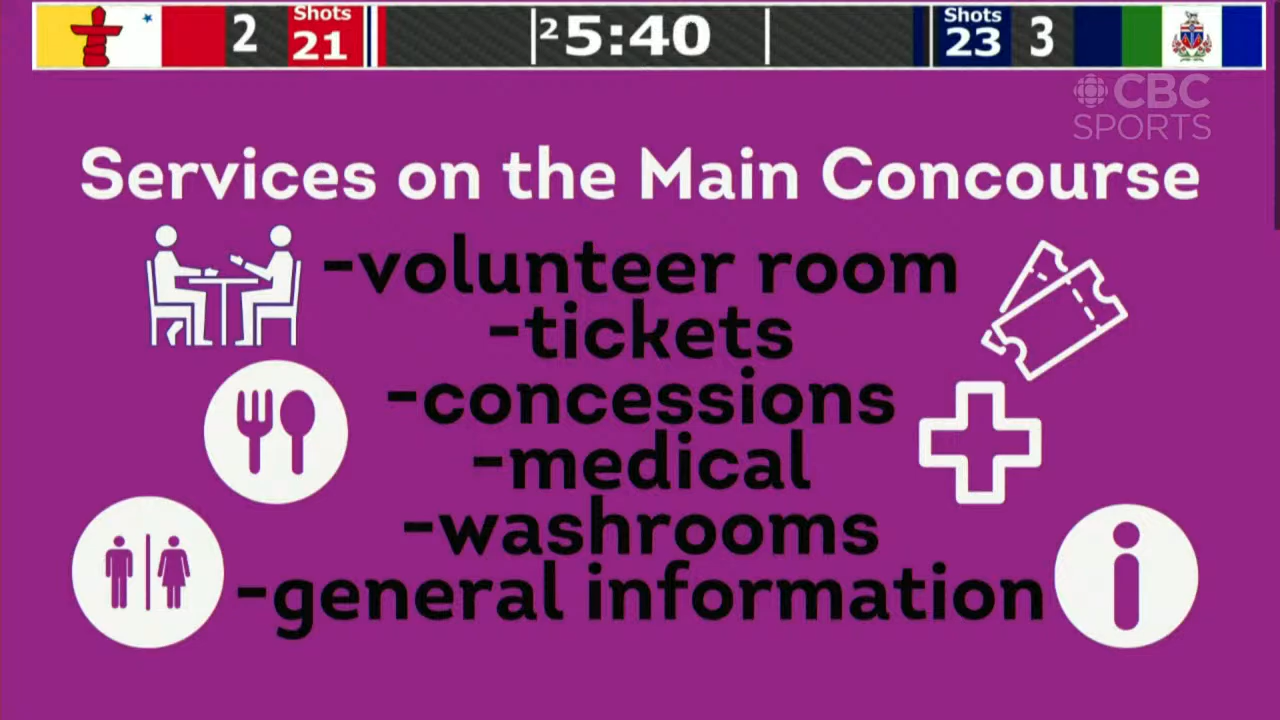 2
Shots
21
2
5:40
Shots
23
3
CBC
SPORTS
Services on the Main Concourse
-volunteer room
-tickets
-concessions
-medical
-washrooms
-general information